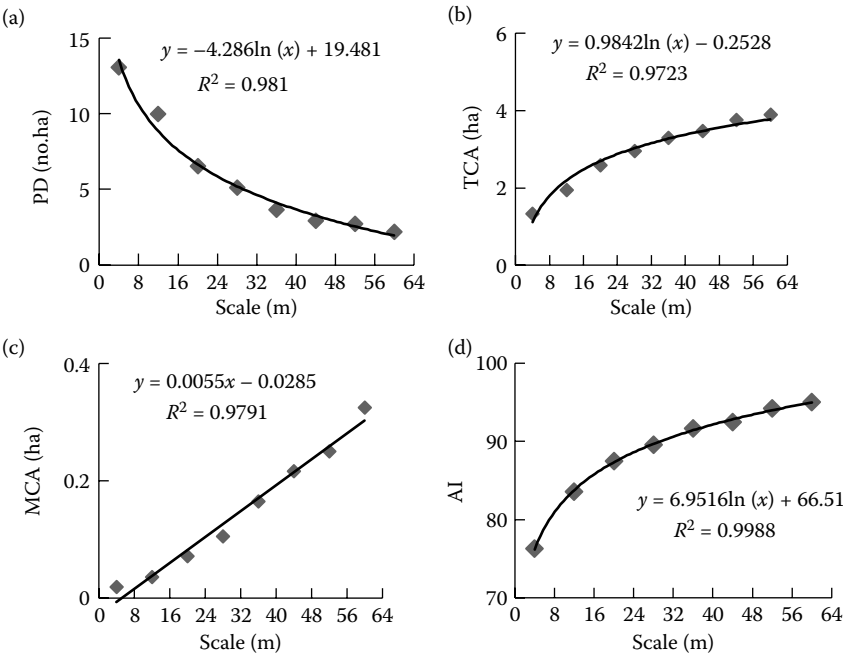 (a)
15
10
5
0
PD (no.ha)
y = −4.286ln (x) + 19.481
R² = 0.981
0 8 16 24 32 40 48 56 64
Scale (m)
(b)
6
4
2
0
TCA (ha)
y = 0.9842ln (x) − 0.2528
R² = 0.9723
0 8 16 24 32 40 48 56 64
Scale (m)
(c)
0.4
0.2
0
MCA (ha)
y = 0.0055x − 0.0285
R² = 0.9791
0 8 16 24 32 40 48 56 64
Scale (m)
(d)
100
90
80
70
AI
y = 6.9516ln (x) + 66.51
R² = 0.9988
0 8 16 24 32 40 48 56 64
Scale (m)